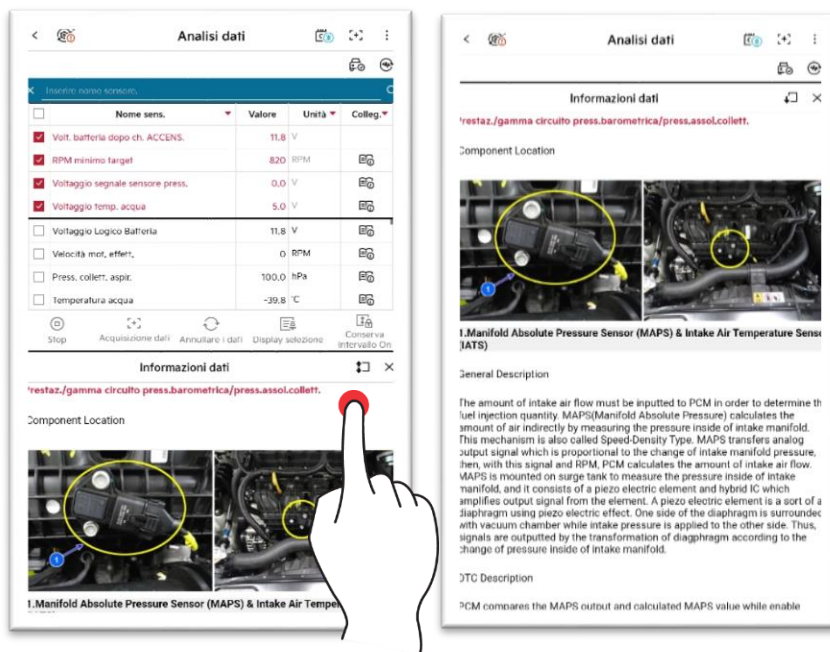 Analisi dati
Inserire nome sensore.
Nome sens. Valore Unità Colleg.
Volt. batteria dopo ch. ACCENS. 11.8 V
RPM minimo target 820 RPM
Voltaggio segnale sensore press. 0.0 V
Voltaggio temp. acqua 5.0 V
Voltaggio Logico Batteria 11.8 V
Velocità mot. effett. 0 RPM
Press. collett. aspir. 100.0 hPa
Temperatura acqua -39.8 °C
Stop Acquisizione dati Annullare i dati Display selezione Conserva
Intervallo On
Informazioni dati
restaz./gamma circuito press.barometrica/press.assol.collett.
Component Location
1
1.Manifold Absolute Pressure Sensor (MAPS) & Intake Air Temper
Analisi dati
Informazioni dati
restaz./gamma circuito press.barometrica/press.assol.collett.
Component Location
1
1.Manifold Absolute Pressure Sensor (MAPS) & Intake Air Temperature Senso
(IATS)
General Description
The amount of intake air flow must be inputted to PCM in order to determine th
fuel injection quantity. MAPS(Manifold Absolute Pressure) calculates the
amount of air indirectly by measuring the pressure inside of intake manifold.
This mechanism is also called Speed-Density Type. MAPS transfers analog
output signal which is proportional to the change of intake manifold pressure,
then, with this signal and RPM, PCM calculates the amount of intake air flow.
MAPS is mounted on surge tank to measure the pressure inside of intake
manifold, and it consists of a piezo electric element and hybrid IC which
amplifies output signal from the element. A piezo electric element is a sort of a
diaphragm using piezo electric effect. One side of the diaphragm is surrounded
with vacuum chamber while intake pressure is applied to the other side. Thus,
signals are outputted by the transformation of diagphragm according to the
change of pressure inside of intake manifold.
DTC Description
PCM compares the MAPS output and calculated MAPS value while enable